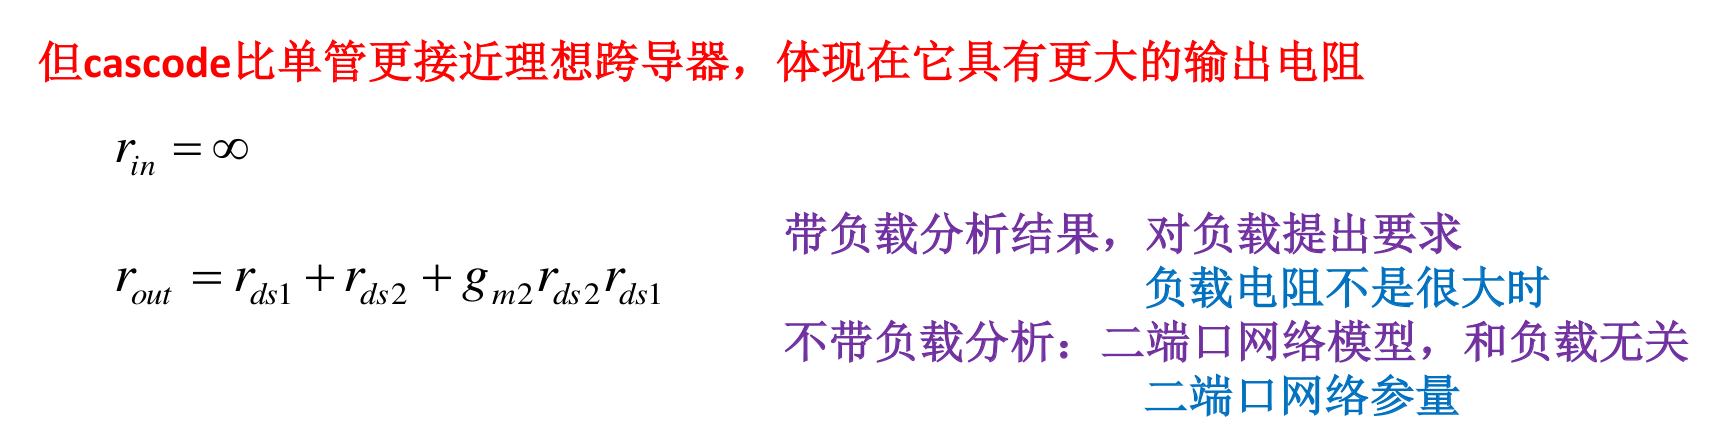 但cascode比单管更接近理想跨导器，体现在它具有更大的输出电阻
r_{in} = ∞
r_{out} = r_{ds1} + r_{ds2} + g_{m2}r_{ds2}r_{ds1}
带负载分析结果，对负载提出要求
负载电阻不是很大时
不带负载分析：二端口网络模型，和负载无关
二端口网络参量